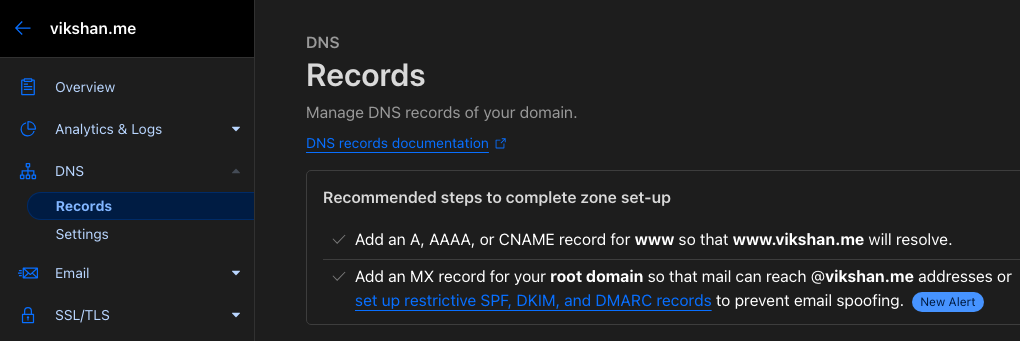 vikshan.me
Overview
Analytics & Logs
DNS
Records
Settings
Email
SSL/TLS
DNS
Records
Manage DNS records of your domain.
DNS records documentation
Recommended steps to complete zone set-up
Add an A, AAAA, or CNAME record for www so that www.vikshan.me will resolve.
Add an MX record for your root domain so that mail can reach @vikshan.me addresses or
set up restrictive SPF, DKIM, and DMARC records to prevent email spoofing. New Alert